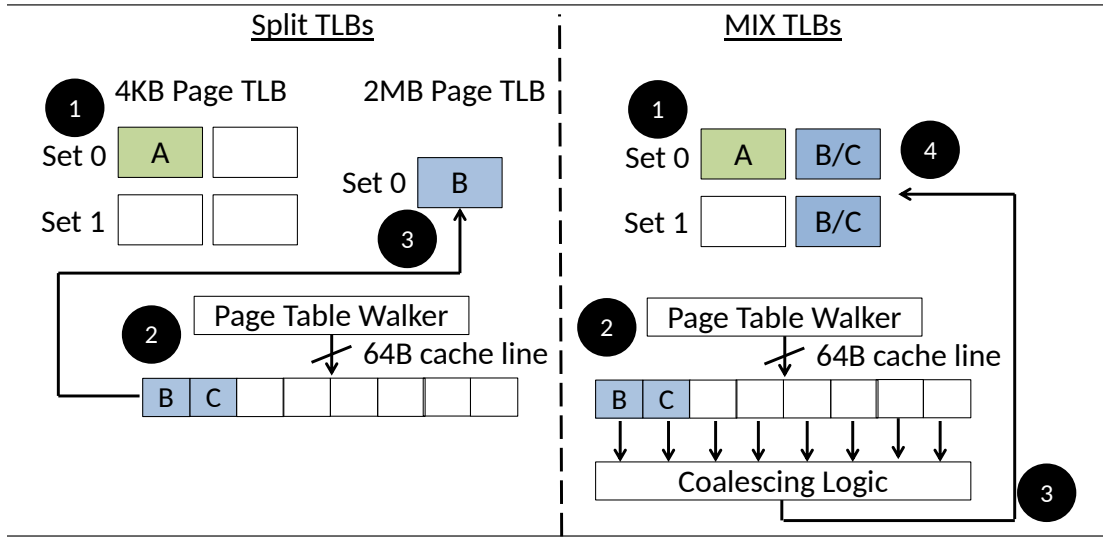 Split TLBs
1
4KB Page TLB
2MB Page TLB
Set 0
A
Set 0
B
Set 1
3
2
Page Table Walker
64B cache line
B
C
MIX TLBs
1
Set 0
A
B/C
4
Set 1
B/C
2
Page Table Walker
64B cache line
B
C
Coalescing Logic
3